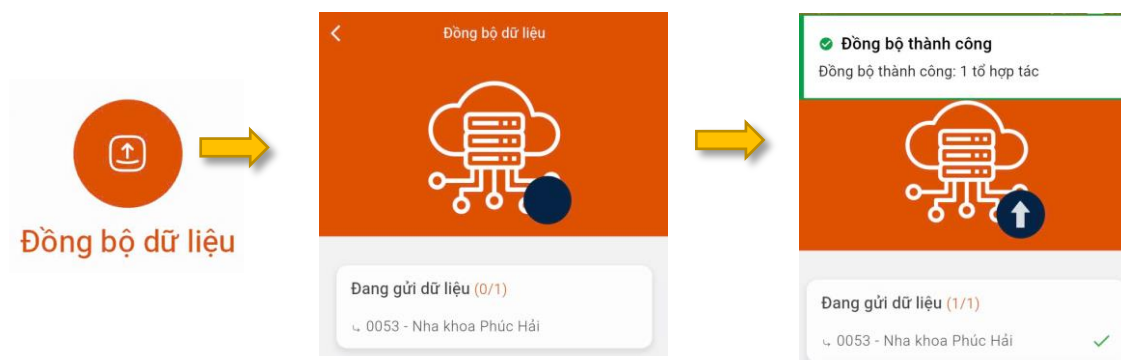 Đồng bộ dữ liệu
Đồng bộ dữ liệu
Đang gửi dữ liệu (0/1)
0053 - Nha khoa Phúc Hải
Đồng bộ thành công
Đồng bộ thành công: 1 tổ hợp tác
Đang gửi dữ liệu (1/1)
0053 - Nha khoa Phúc Hải